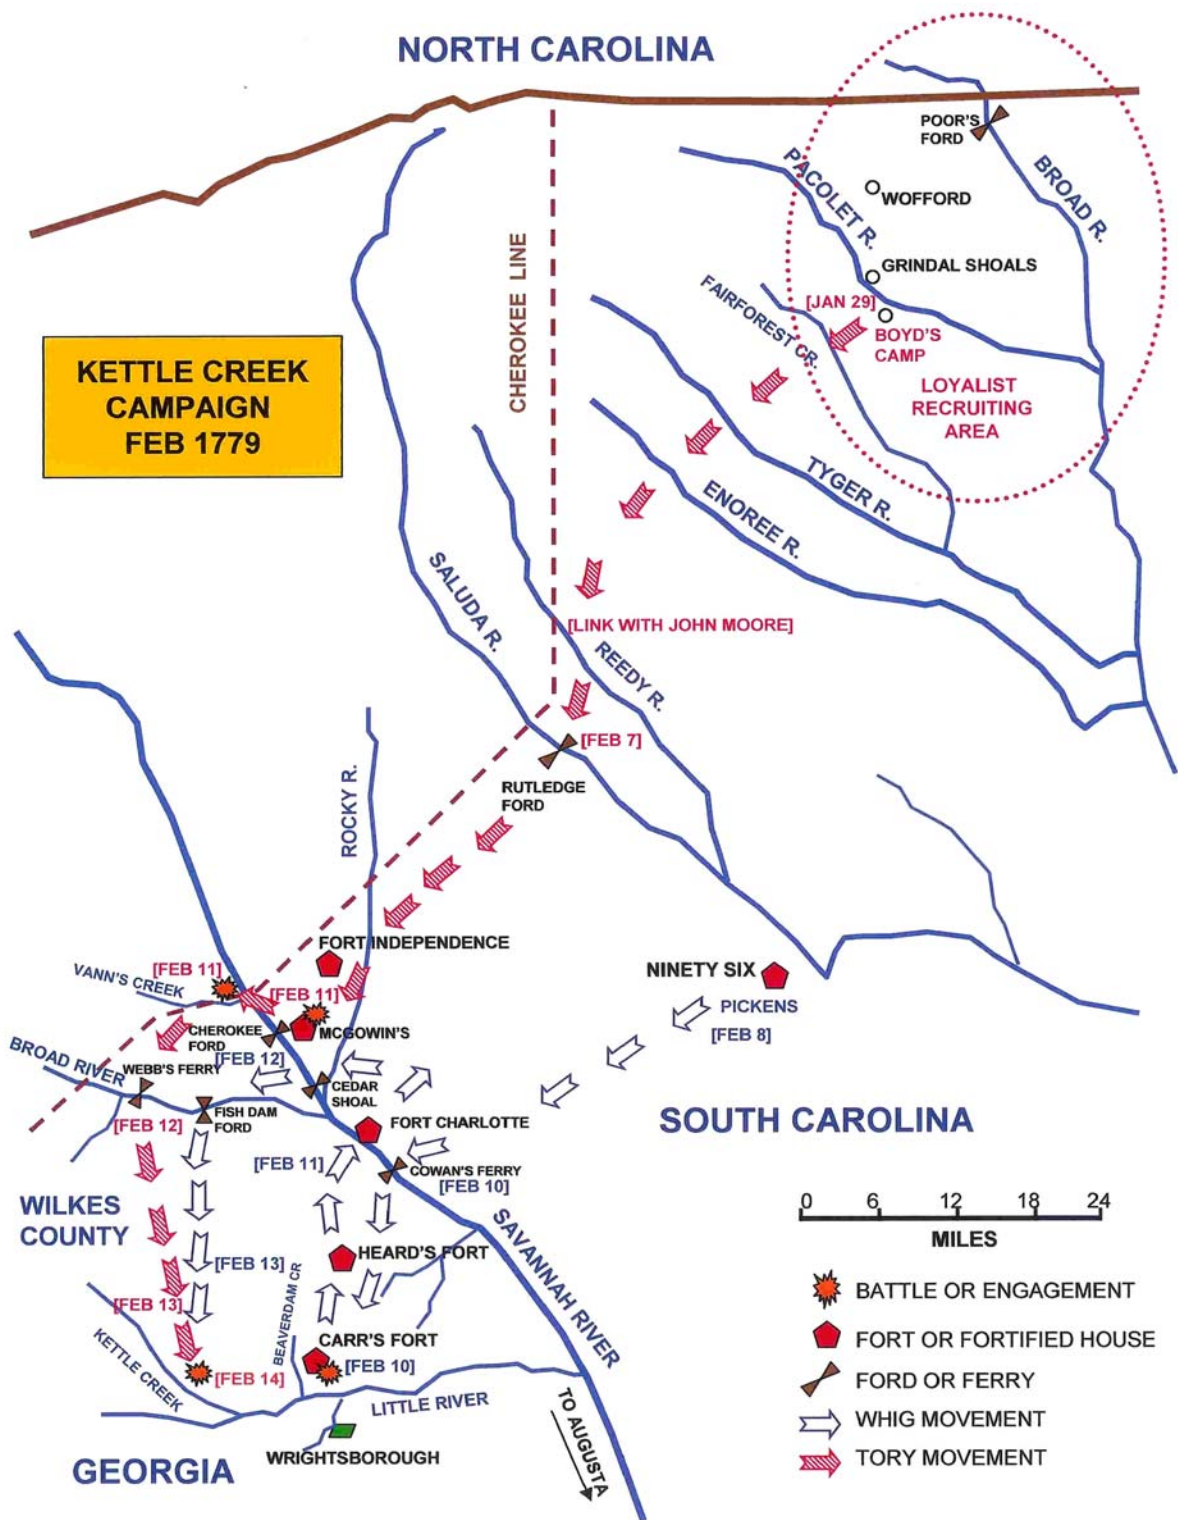 NORTH CAROLINA
POOR'S
FORD
PACOLET R.
WOFFORD
BROAD R.
CHEROKEE LINE
GRINDAL SHOALS
FAIRFOREST CR.
[JAN 29]
BOYD'S
CAMP
KETTLE CREEK
CAMPAIGN
FEB 1779
LOYALIST
RECRUITING
AREA
TYGER R.
ENOREE R.
SALUDA R.
[LINK WITH JOHN MOORE]
REEDY R.
[FEB 7]
RUTLEDGE
FORD
ROCKY R.
FORT INDEPENDENCE
[FEB 11]
VANN'S CREEK
[FEB 11]
NINETY SIX
PICKENS
[FEB 8]
CHEROKEE
FORD
MCGOWIN'S
BROAD RIVER
[FEB 12]
WEBB'S FERRY
CEDAR
SHOAL
FISH DAM
FORD
FORT CHARLOTTE
SOUTH CAROLINA
[FEB 12]
[FEB 11]
COWAN'S FERRY
[FEB 10]
WILKES
COUNTY
SAVANNAH RIVER
0 6 12 18 24
MILES
HEARD'S FORT
[FEB 13]
BEAVERDAM CR
[FEB 13]
BATTLE OR ENGAGEMENT
KETTLE CREEK
CARR'S FORT
FORT OR FORTIFIED HOUSE
[FEB 14]
[FEB 10]
FORD OR FERRY
LITTLE RIVER
WHIG MOVEMENT
TO AUGUSTA
WRIGHTSBOROUGH
TORY MOVEMENT
GEORGIA